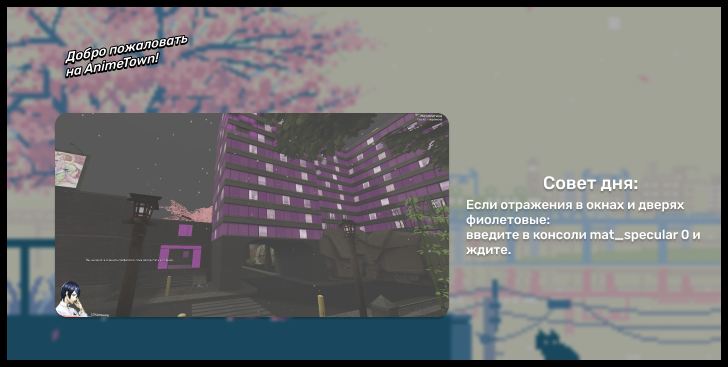 Добро пожаловать
на AnimeTown!
Совет дня:
Если отражения в окнах и дверях
фиолетовые:
введите в консоли mat_specular 0 и
ждите.